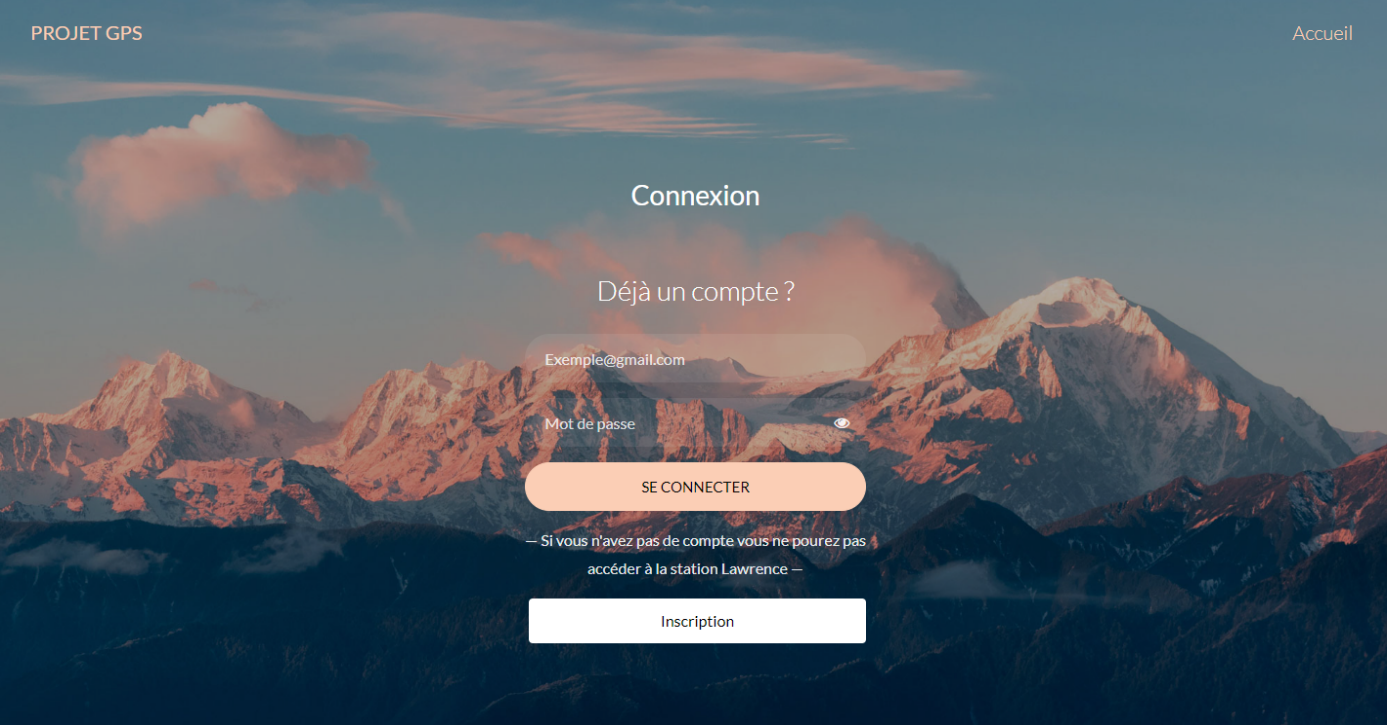 PROJET GPS
Accueil
Connexion
Déjà un compte ?
Exemple@gmail.com
Mot de passe
SE CONNECTER
— Si vous n'avez pas de compte vous ne pourez pas
accéder à la station Lawrence —
Inscription